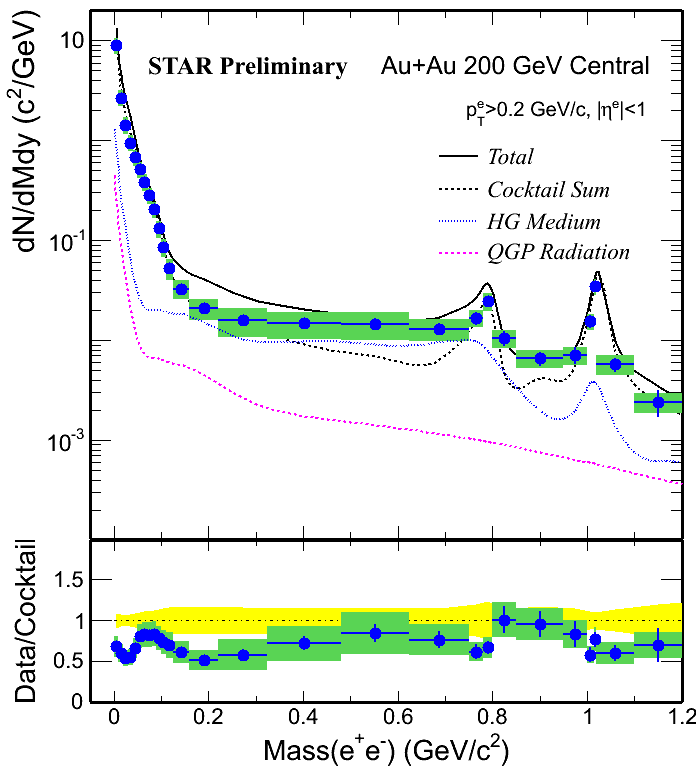 STAR Preliminary Au+Au 200 GeV Central
p_T^e>0.2 GeV/c, |η^e|<1
Total
Cocktail Sum
HG Medium
QGP Radiation
dN/dMdy (c²/GeV)
10
1
10⁻¹
10⁻³
Data/Cocktail
1.5
1
0.5
0
0 0.2 0.4 0.6 0.8 1 1.2
Mass(e⁺e⁻) (GeV/c²)